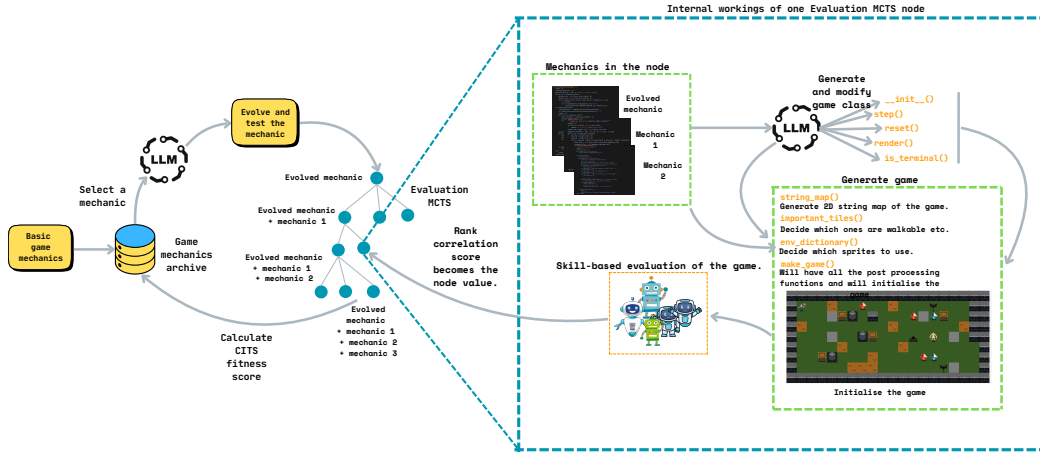 Internal workings of one Evaluation MCTS node
Basic
game
mechanics
Select a
mechanic
LLM
Evolve and
test the
mechanic
Game
mechanics
archive
Evolved mechanic
Evolved mechanic
+ mechanic 1
Evolved mechanic
+ mechanic 1
+ mechanic 2
Evolved
mechanic
+ mechanic 1
+ mechanic 2
+ mechanic 3
Evaluation
MCTS
Calculate
CITS
fitness
score
Rank
correlation
score
becomes the
node value.
Mechanics in the node
Evolved
mechanic
Mechanic
1
Mechanic
2
Generate
and modify
game class
LLM
__init__()
step()
reset()
render()
is_terminal()
Generate game
string_map()
Generate 2D string map of the game.
important_tiles()
Decide which ones are walkable etc.
env_dictionary()
Decide which sprites to use.
make_game()
Will have all the post processing
functions and will initialise the
game
Initialise the game
Skill-based evaluation of the game.